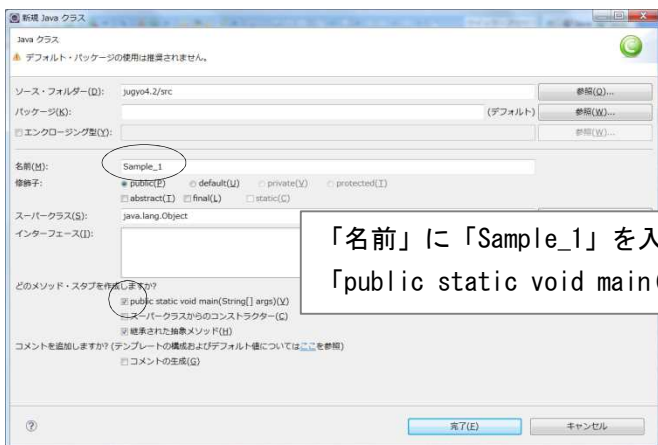 新規 Java クラス
Java クラス
デフォルト・パッケージの使用は推奨されません。
ソース・フォルダー(D): jugyo4.2/src 参照(O)...
パッケージ(K): (デフォルト) 参照(W)...
エンクロージング型(Y): 参照(W)...
名前(M): Sample_1
修飾子: public(P) default(U) private(V) protected(T)
abstract(T) final(L) static(C)
スーパークラス(S): java.lang.Object
インターフェース(I):
「名前」に「Sample_1」を入
「public static void main(
どのメソッド・スタブを作成しますか?
public static void main(String[] args)(V)
スーパークラスからのコンストラクター(C)
継承された抽象メソッド(H)
コメントを追加しますか? (テンプレートの構成およびデフォルト値についてはここを参照)
コメントの生成(G)
完了(E) キャンセル